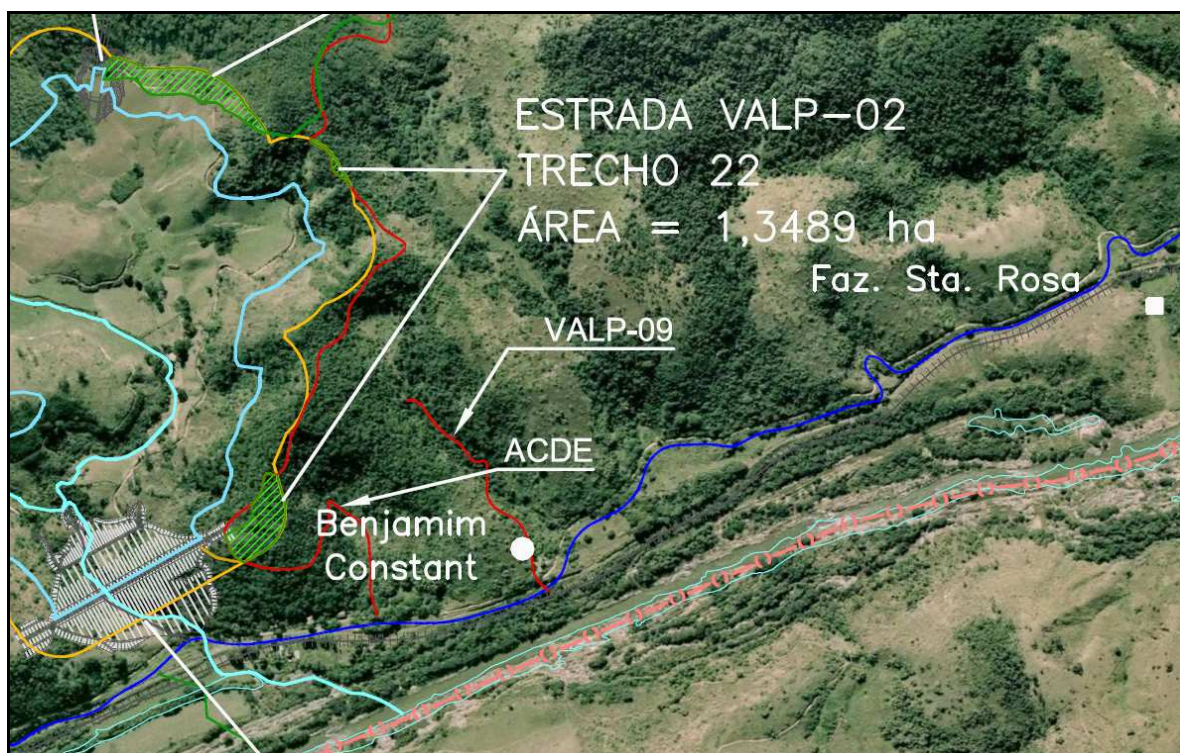 ESTRADA VALP-02
TRECHO 22
ÁREA = 1,3489 ha
Faz. Sta. Rosa
VALP-09
ACDE
Benjamim
Constant